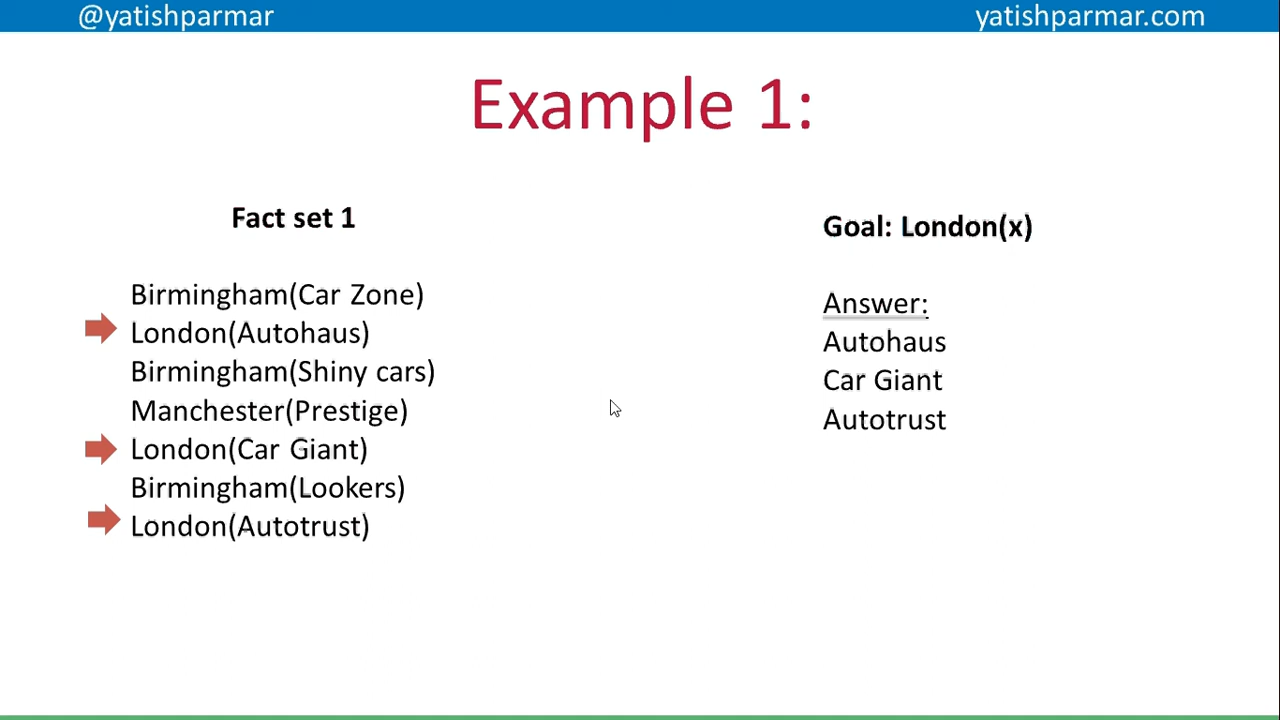 @yatishparmar
yatishparmar.com
Example 1:
Fact set 1
Birmingham(Car Zone)
London(Autohaus)
Birmingham(Shiny cars)
Manchester(Prestige)
London(Car Giant)
Birmingham(Lookers)
London(Autotrust)
Goal: London(x)
Answer:
Autohaus
Car Giant
Autotrust